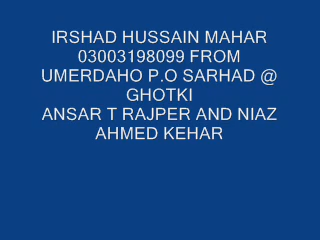 IRSHAD HUSSAIN MAHAR
03003198099 FROM
UMERDAHO P.O SARHAD @
GHOTKI
ANSAR T RAJPER AND NIAZ
AHMED KEHAR